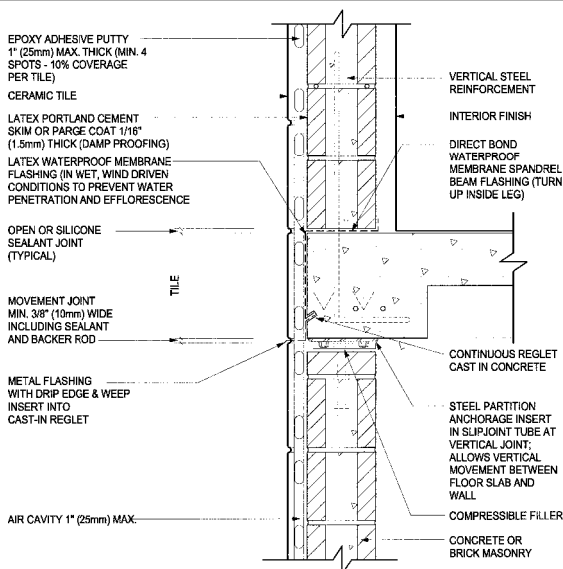 EPOXY ADHESIVE PUTTY
1" (25mm) MAX. THICK (MIN. 4
SPOTS - 10% COVERAGE
PER TILE)
CERAMIC TILE
LATEX PORTLAND CEMENT
SKIM OR PARGE COAT 1/16"
(1.5mm) THICK (DAMP PROOFING)
LATEX WATERPROOF MEMBRANE
FLASHING (IN WET, WIND DRIVEN
CONDITIONS TO PREVENT WATER
PENETRATION AND EFFLORESCENCE
OPEN OR SILICONE
SEALANT JOINT
(TYPICAL)
TILE
MOVEMENT JOINT
MIN. 3/8" (10mm) WIDE
INCLUDING SEALANT
AND BACKER ROD
METAL FLASHING
WITH DRIP EDGE & WEEP
INSERT INTO
CAST-IN REGLET
AIR CAVITY 1" (25mm) MAX.
VERTICAL STEEL
REINFORCEMENT
INTERIOR FINISH
DIRECT BOND
WATERPROOF
MEMBRANE SPANDREL
BEAM FLASHING (TURN
UP INSIDE LEG)
CONTINUOUS REGLET
CAST IN CONCRETE
STEEL PARTITION
ANCHORAGE INSERT
IN SLIPJOINT TUBE AT
VERTICAL JOINT;
ALLOWS VERTICAL
MOVEMENT BETWEEN
FLOOR SLAB AND
WALL
COMPRESSIBLE FILLER
CONCRETE OR
BRICK MASONRY